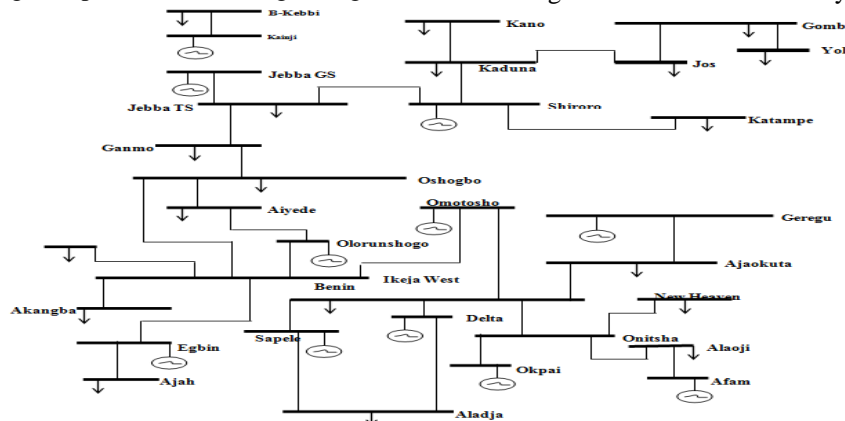 B-Kebbi
Kano
Gomb
Kainji
Yol
Kaduna
Jos
Jebba GS
Jebba TS
Shiroro
Katampe
Ganmo
Oshogbo
Omotosho
Aiyede
Geregu
Olorunshogo
Ajaokuta
Ikeja West
Benin
New Heaven
Akangba
Delta
Egbin
Sapele
Onitsha
Alaoji
Okpai
Ajah
Afam
Aladja